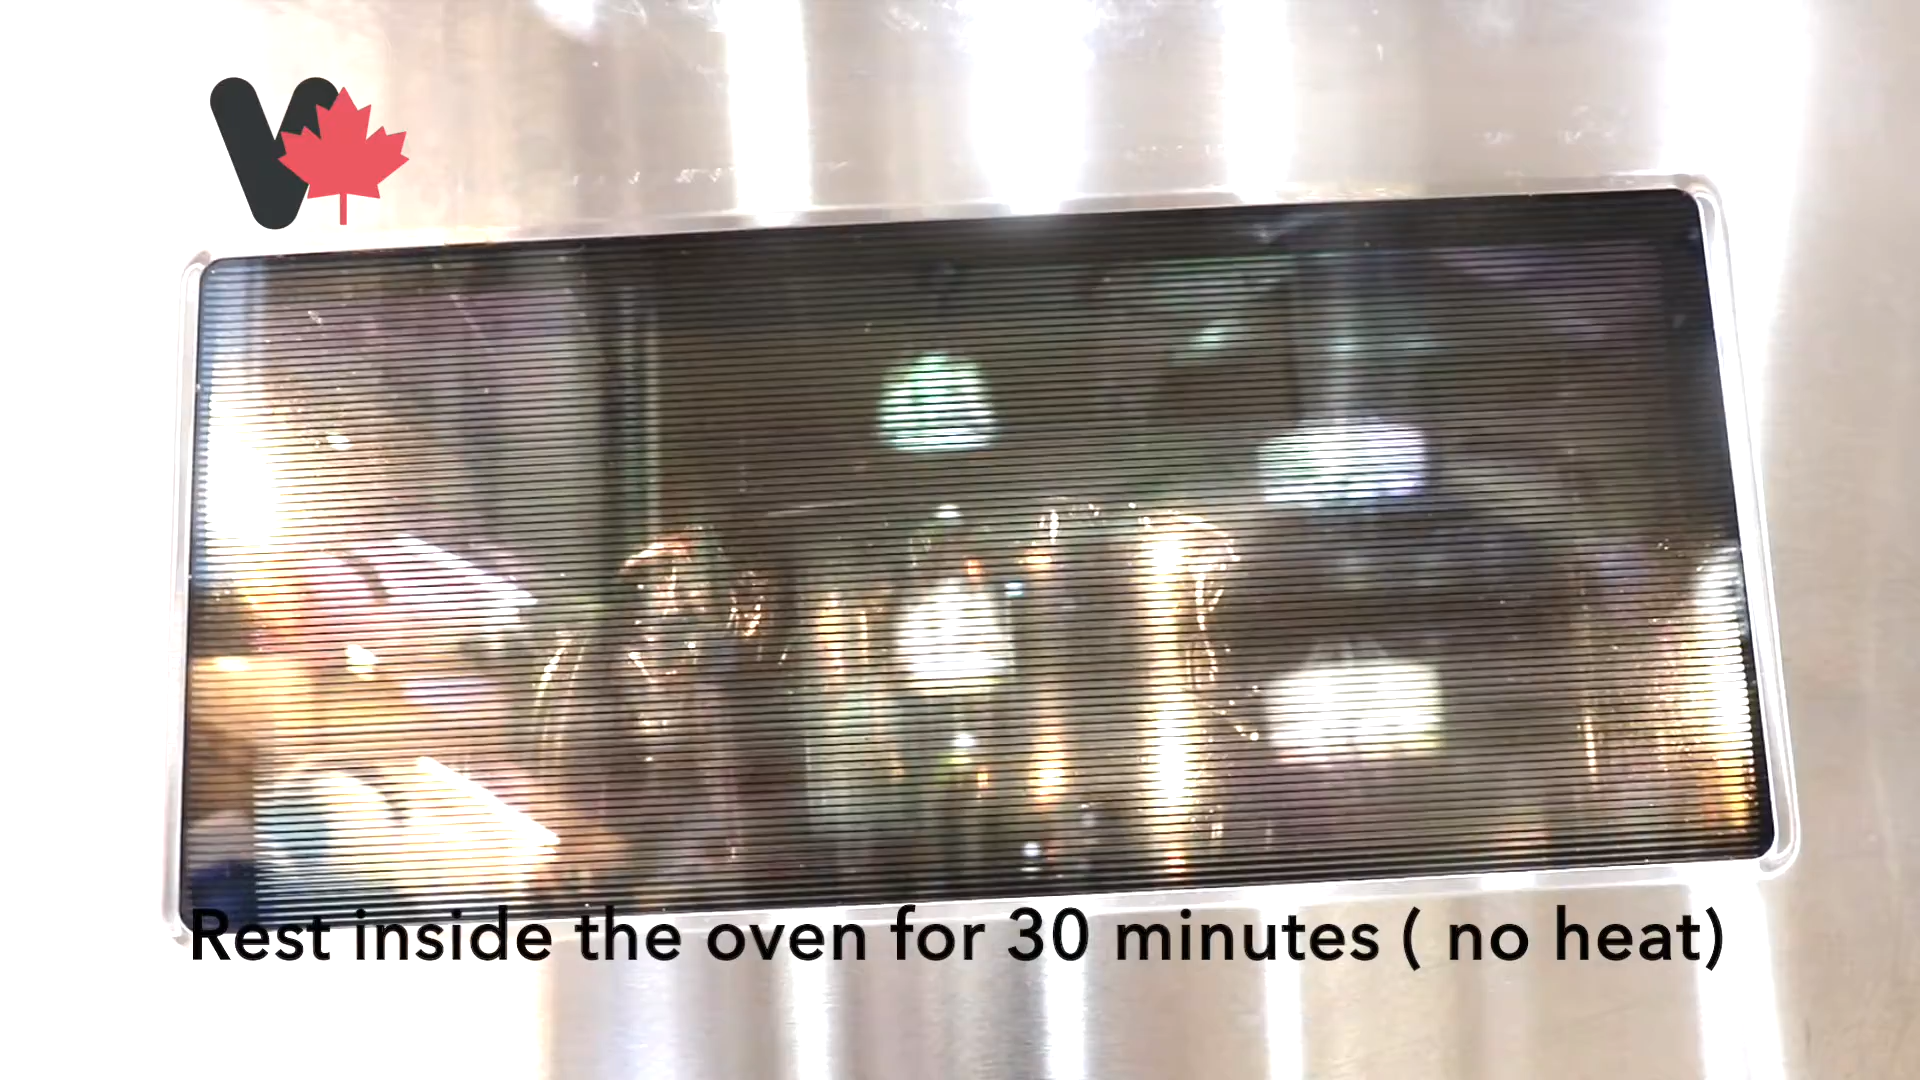 V
Rest inside the oven for 30 minutes ( no heat)